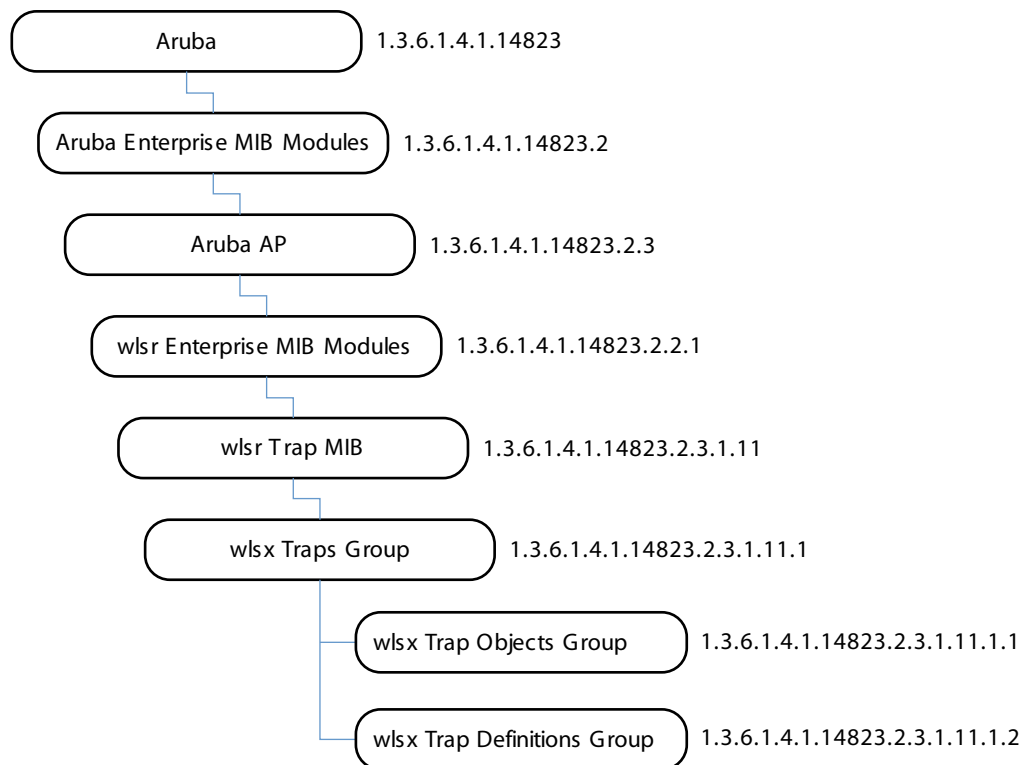 Aruba 1.3.6.1.4.1.14823
Aruba Enterprise MIB Modules 1.3.6.1.4.1.14823.2
Aruba AP 1.3.6.1.4.1.14823.2.3
wlsr Enterprise MIB Modules 1.3.6.1.4.1.14823.2.2.1
wlsr Trap MIB 1.3.6.1.4.1.14823.2.3.1.11
wlsx Traps Group 1.3.6.1.4.1.14823.2.3.1.11.1
wlsx Trap Objects Group 1.3.6.1.4.1.14823.2.3.1.11.1.1
wlsx Trap Definitions Group 1.3.6.1.4.1.14823.2.3.1.11.1.2